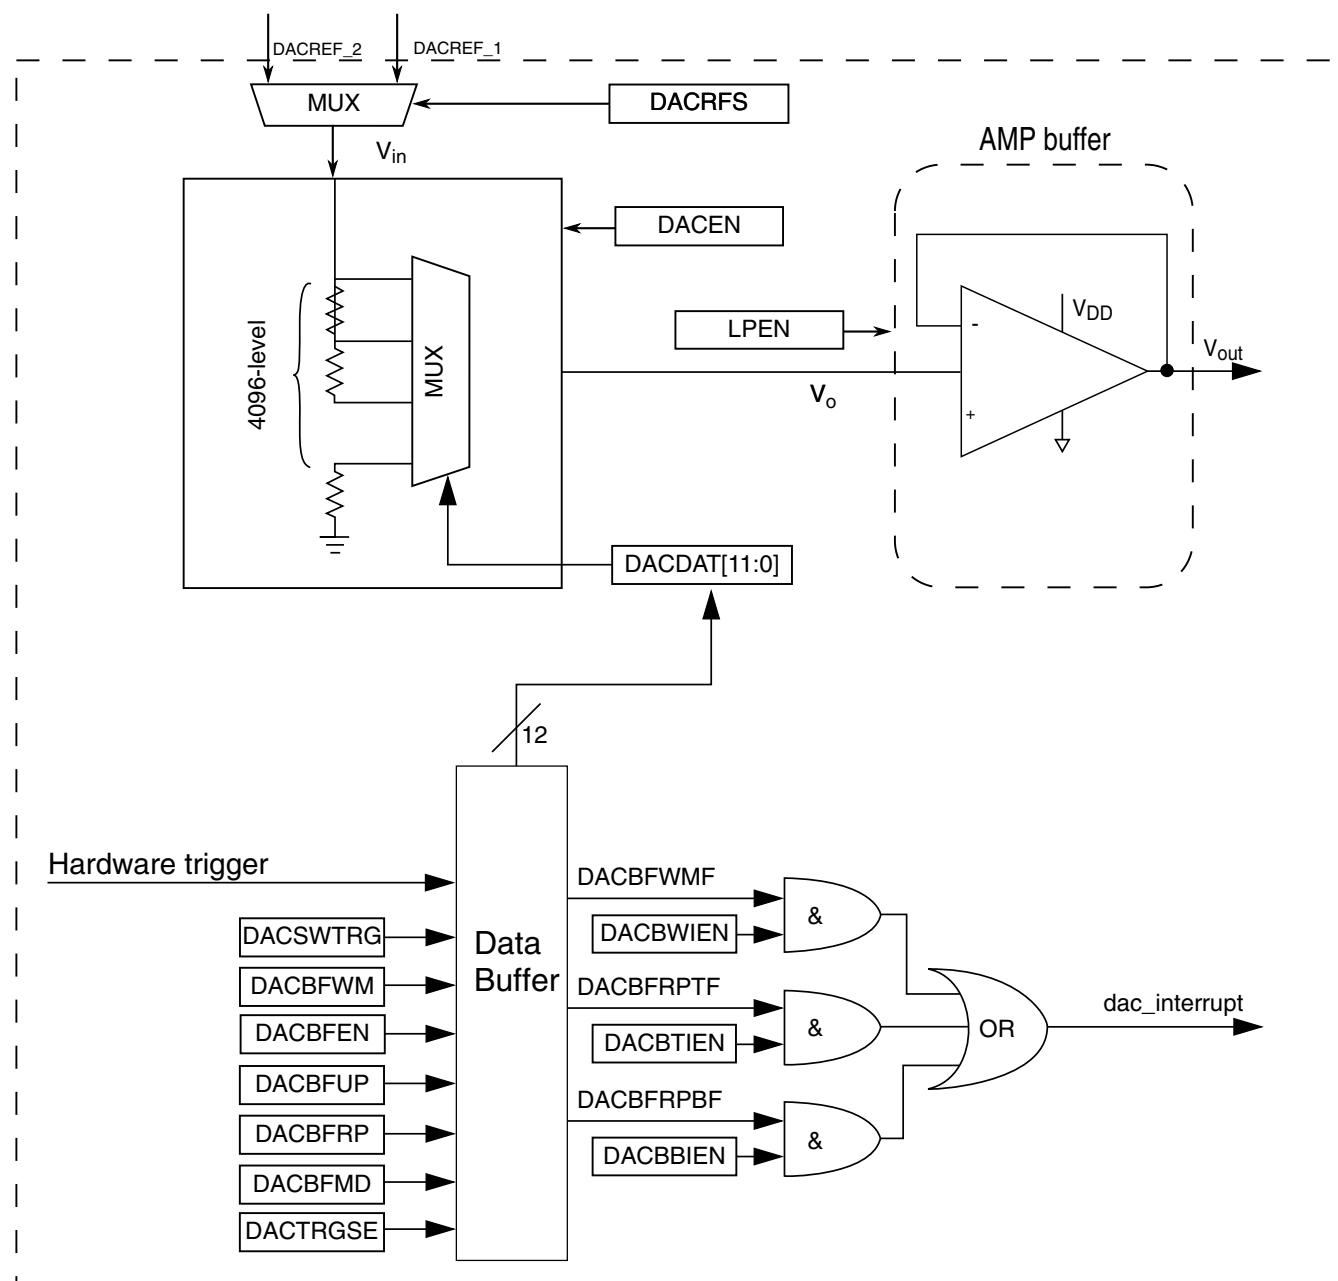 DACREF_2
DACREF_1
MUX
DACRFS
Vin
AMP buffer
DACEN
LPEN
VDD
-
+
Vout
4096-level
MUX
Vo
DACDAT[11:0]
12
Hardware trigger
DACSWTRG
DACBFWM
DACBFEN
DACBFUP
DACBFRP
DACBFMD
DACTRGSE
Data
Buffer
DACBFWMF
DACBWIEN
&
DACBFRPTF
DACBTIEN
&
DACBFRPBF
DACBBIEN
&
OR
dac_interrupt